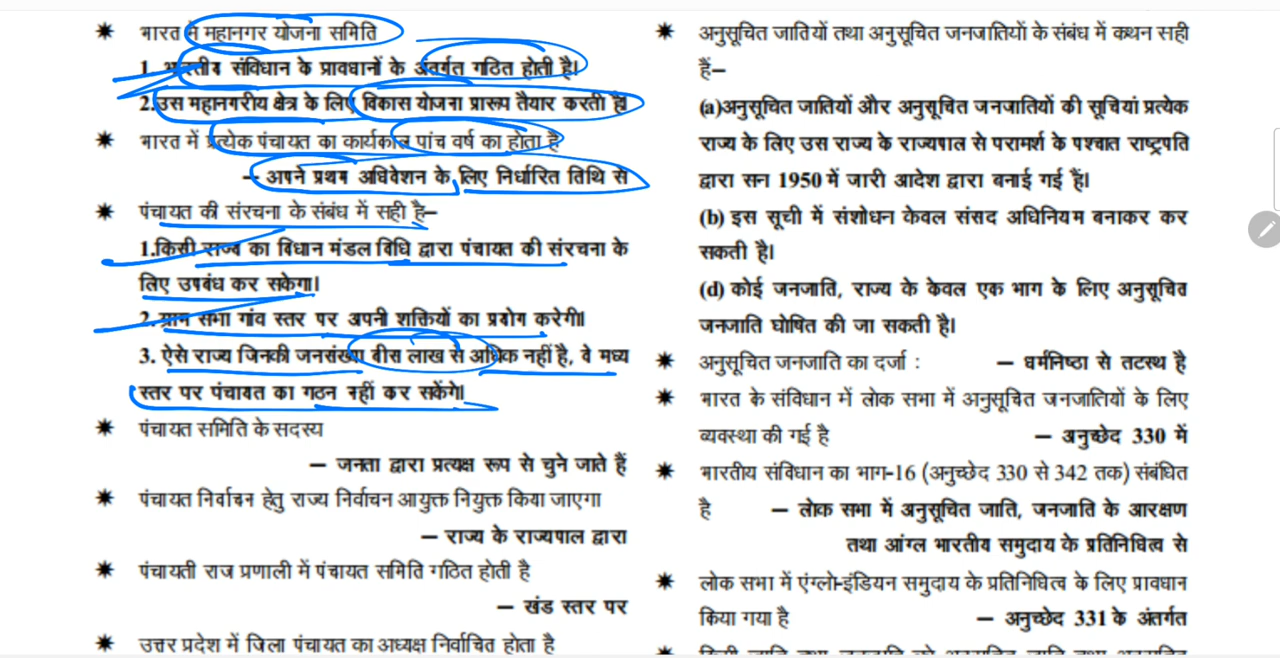 ✷ भारत में महानगर योजना समिति
1. भारतीय संविधान के प्रावधानों के अंतर्गत गठित होती है।
2. उस महानगरीय क्षेत्र के लिए विकास योजना प्रारूप तैयार करती है।
✷ भारत में प्रत्येक पंचायत का कार्यकाल पांच वर्ष का होता है
– अपने प्रथम अधिवेशन के लिए निर्धारित तिथि से
✷ पंचायत की संरचना के संबंध में सही है–
1.किसी राज्य का विधान मंडल विधि द्वारा पंचायत की संरचना के
लिए उपबंध कर सकेगा।
2. ग्राम सभा गांव स्तर पर अपनी शक्तियों का प्रयोग करेगी।
3. ऐसे राज्य जिनकी जनसंख्या बीस लाख से अधिक नहीं है, वे मध्य
स्तर पर पंचायत का गठन नहीं कर सकेंगे।
✷ पंचायत समिति के सदस्य
– जनता द्वारा प्रत्यक्ष रूप से चुने जाते हैं
✷ पंचायत निर्वाचन हेतु राज्य निर्वाचन आयुक्त नियुक्त किया जाएगा
– राज्य के राज्यपाल द्वारा
✷ पंचायती राज प्रणाली में पंचायत समिति गठित होती है
– खंड स्तर पर
✷ उत्तर प्रदेश में जिला पंचायत का अध्यक्ष निर्वाचित होता है
✷ अनुसूचित जातियों तथा अनुसूचित जनजातियों के संबंध में कथन सही
हैं–
(a)अनुसूचित जातियों और अनुसूचित जनजातियों की सूचियां प्रत्येक
राज्य के लिए उस राज्य के राज्यपाल से परामर्श के पश्चात राष्ट्रपति
द्वारा सन 1950 में जारी आदेश द्वारा बनाई गई हैं।
(b) इस सूची में संशोधन केवल संसद अधिनियम बनाकर कर
सकती है।
(d) कोई जनजाति, राज्य के केवल एक भाग के लिए अनुसूचित
जनजाति घोषित की जा सकती है।
✷ अनुसूचित जनजाति का दर्जा : – धर्मनिष्ठा से तटस्थ है
✷ भारत के संविधान में लोक सभा में अनुसूचित जनजातियों के लिए
व्यवस्था की गई है – अनुच्छेद 330 में
✷ भारतीय संविधान का भाग-16 (अनुच्छेद 330 से 342 तक) संबंधित
है – लोक सभा में अनुसूचित जाति, जनजाति के आरक्षण
तथा आंग्ल भारतीय समुदाय के प्रतिनिधित्व से
✷ लोक सभा में एंग्लो-इंडियन समुदाय के प्रतिनिधित्व के लिए प्रावधान
किया गया है – अनुच्छेद 331 के अंतर्गत